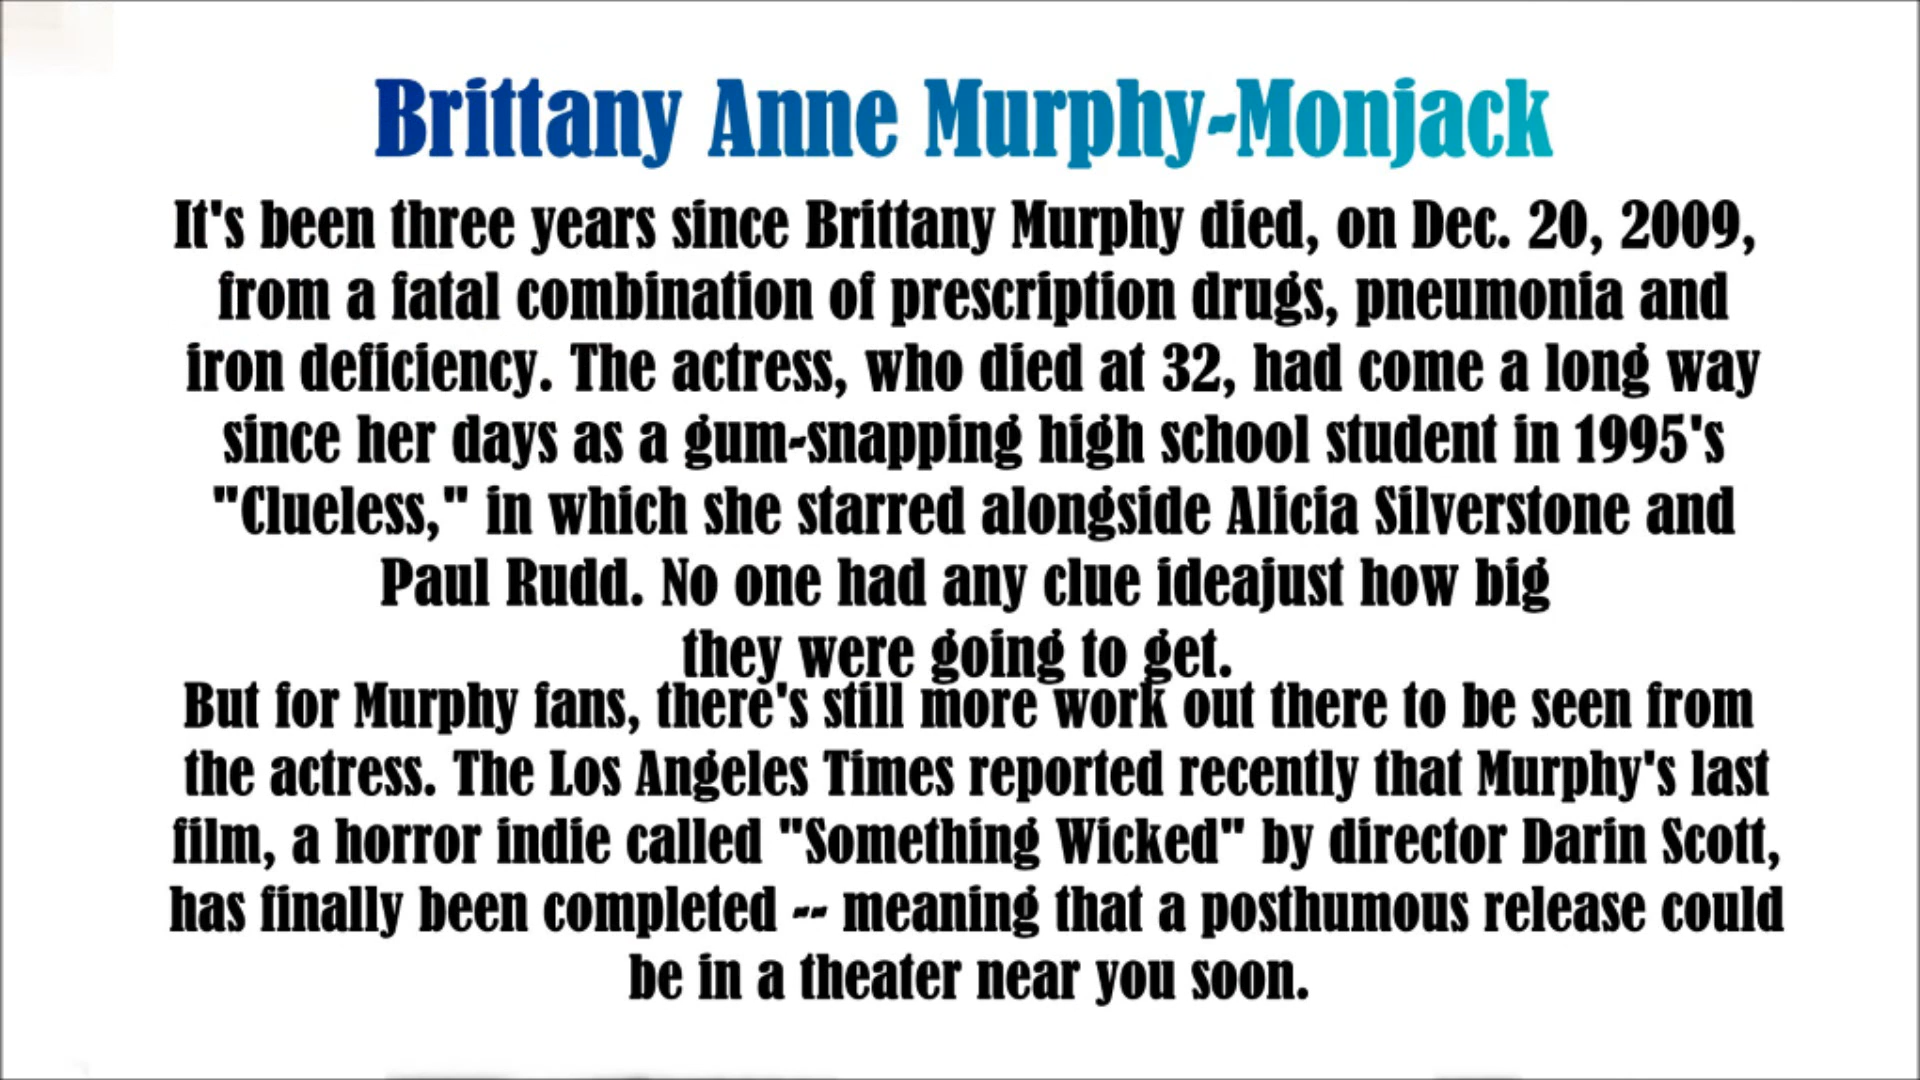 Brittany Anne Murphy-Monjack
It's been three years since Brittany Murphy died, on Dec. 20, 2009,
from a fatal combination of prescription drugs, pneumonia and
iron deficiency. The actress, who died at 32, had come a long way
since her days as a gum-snapping high school student in 1995's
"Clueless," in which she starred alongside Alicia Silverstone and
Paul Rudd. No one had any clue ideajust how big
they were going to get.
But for Murphy fans, there's still more work out there to be seen from
the actress. The Los Angeles Times reported recently that Murphy's last
film, a horror indie called "Something Wicked" by director Darin Scott,
has finally been completed -- meaning that a posthumous release could
be in a theater near you soon.